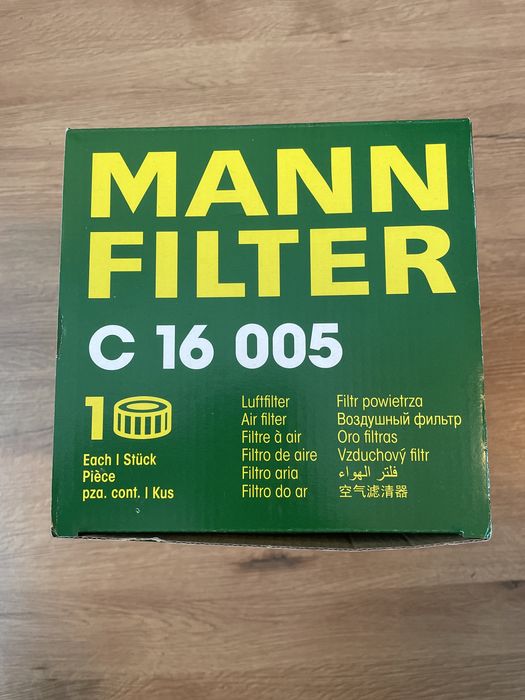 MANN
FILTER
C 16 005
1
Each | Stück
Pièce
pza. cont. | Kus
Luftfilter
Air filter
Filtre à air
Filtro de aire
Filtro aria
Filtro do ar
Filtr powietrza
Воздушный фильтр
Oro filtras
Vzduchový filtr
فلتر الهواء
空气滤清器